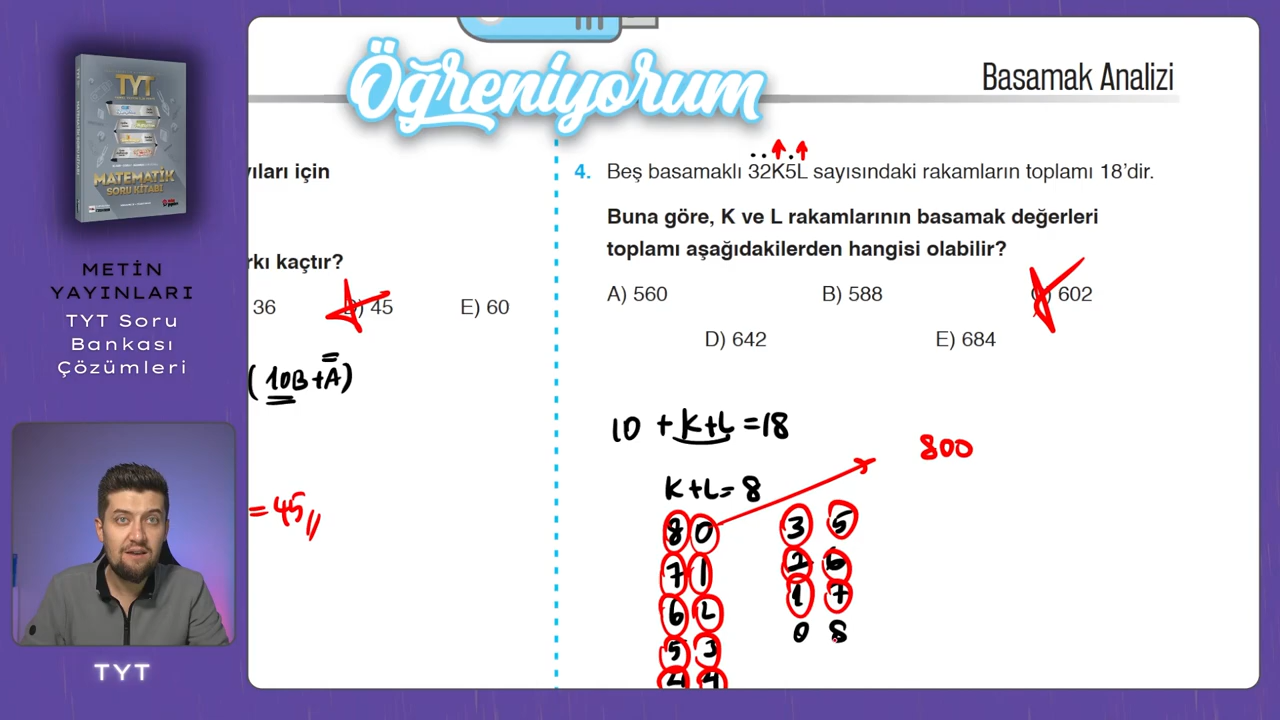 TYT
MATEMATİK
SORU KİTABI
METİN
YAYINLARI
TYT Soru
Bankası
Çözümleri
TYT
Öğreniyorum
Basamak Analizi
yıları için
rkı kaçtır?
36
D) 45
E) 60
(10B+A)
=45//
4. Beş basamaklı 32K5L sayısındaki rakamların toplamı 18’dir.
Buna göre, K ve L rakamlarının basamak değerleri
toplamı aşağıdakilerden hangisi olabilir?
A) 560
B) 588
C) 602
D) 642
E) 684
10 + K+L = 18
K+L = 8
800
8 0
7 1
6 2
5 3
4 4
3 5
2 6
1 7
0 8